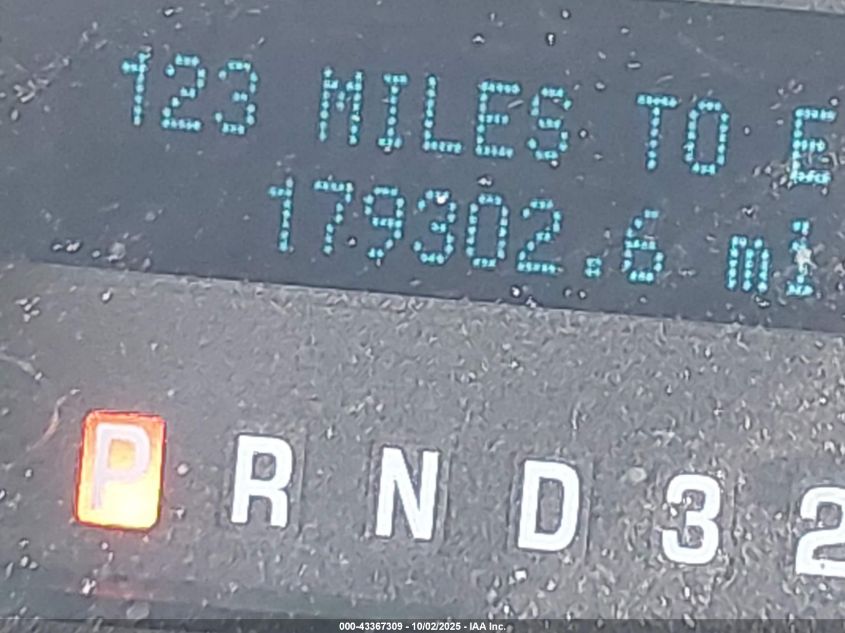 123 MILES TO E
179302.6 mi
P R N D 3 2
000-43367309 - 10/02/2025 - IAA Inc.